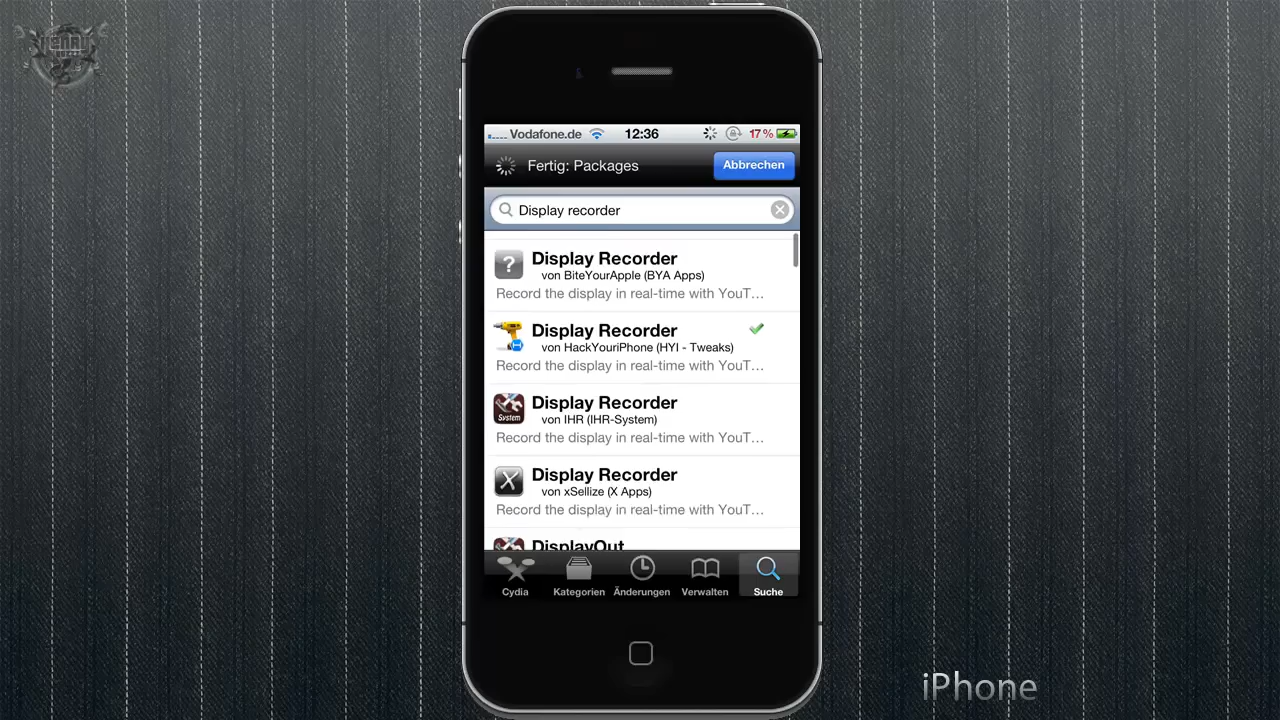 Vodafone.de 12:36 17%
Fertig: Packages Abbrechen
Display recorder
?
Display Recorder
von BiteYourApple (BYA Apps)
Record the display in real-time with YouT…
Display Recorder
von HackYouriPhone (HYI - Tweaks)
Record the display in real-time with YouT…
System
Display Recorder
von IHR (IHR-System)
Record the display in real-time with YouT…
X
Display Recorder
von xSellize (X Apps)
Record the display in real-time with YouT…
DisplayOut
Cydia Kategorien Änderungen Verwalten Suche
iPhone